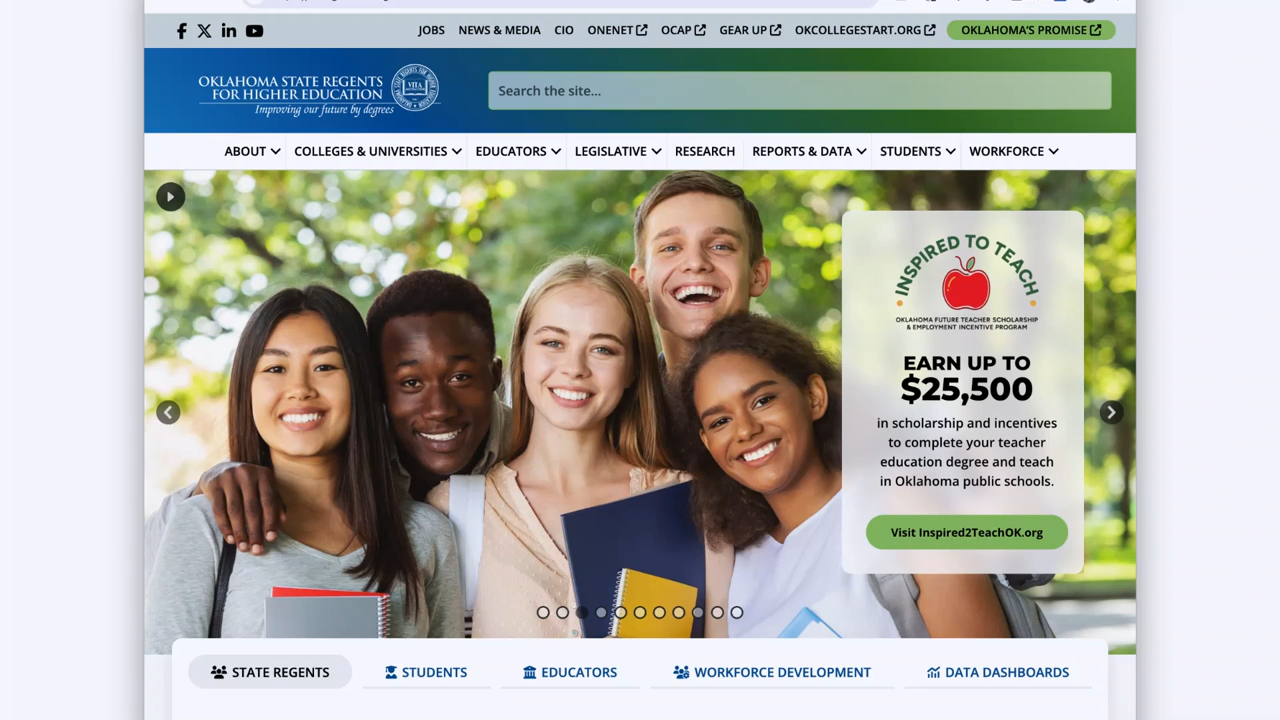 JOBS NEWS & MEDIA CIO ONENET OCAP GEAR UP OKCOLLEGESTART.ORG OKLAHOMA'S PROMISE
OKLAHOMA STATE REGENTS
FOR HIGHER EDUCATION
Improving our future by degrees
Search the site...
ABOUT COLLEGES & UNIVERSITIES EDUCATORS LEGISLATIVE RESEARCH REPORTS & DATA STUDENTS WORKFORCE
INSPIRED TO TEACH
OKLAHOMA FUTURE TEACHER SCHOLARSHIP
& EMPLOYMENT INCENTIVE PROGRAM
EARN UP TO
$25,500
in scholarship and incentives
to complete your teacher
education degree and teach
in Oklahoma public schools.
Visit Inspired2TeachOK.org
STATE REGENTS STUDENTS EDUCATORS WORKFORCE DEVELOPMENT DATA DASHBOARDS